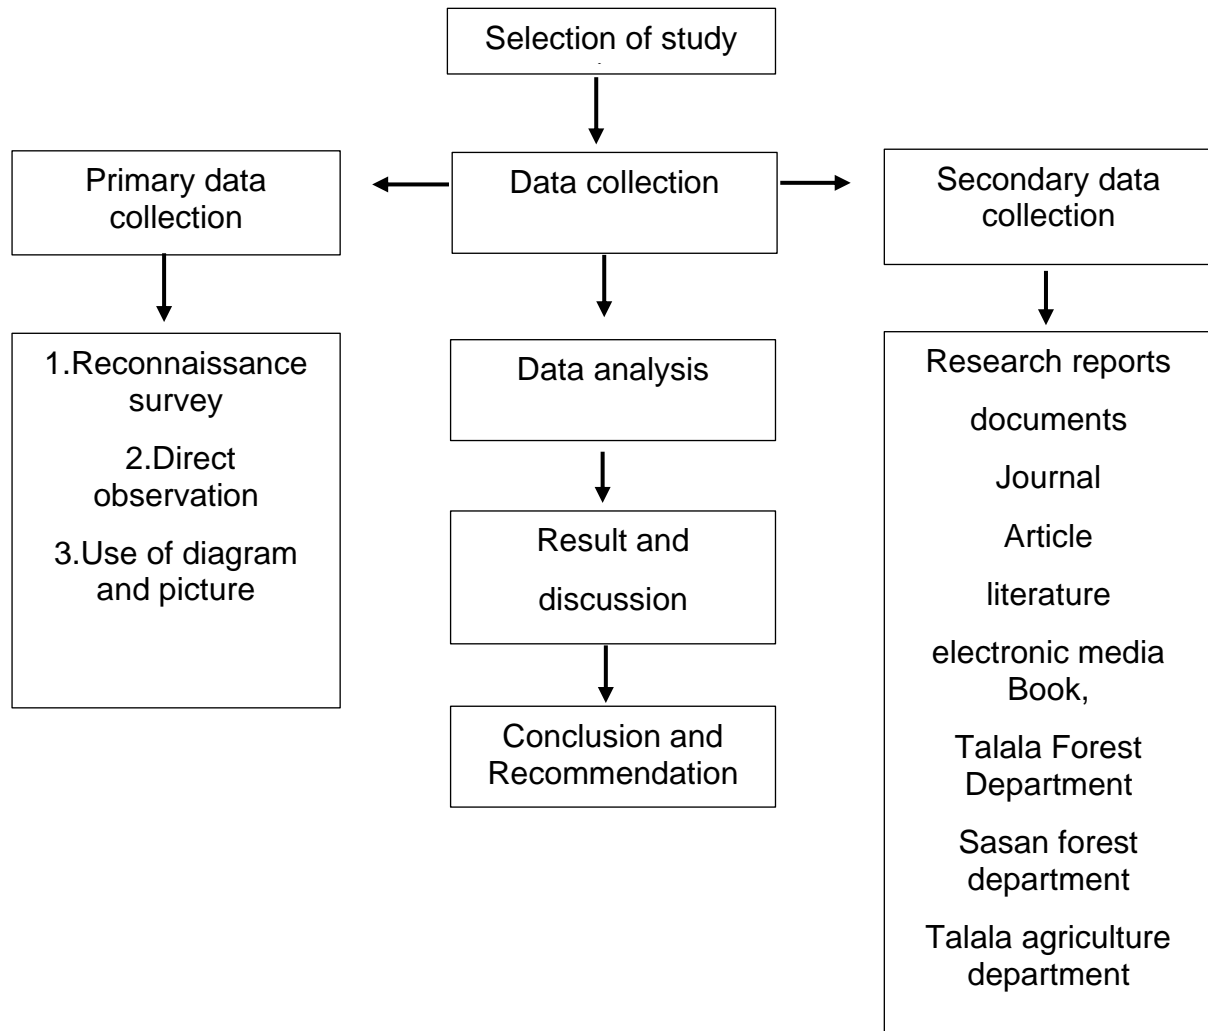 Selection of study
Primary data
collection
Data collection
Secondary data
collection
1.Reconnaissance
survey
2.Direct
observation
3.Use of diagram
and picture
Data analysis
Result and
discussion
Conclusion and
Recommendation
Research reports
documents
Journal
Article
literature
electronic media
Book,
Talala Forest
Department
Sasan forest
department
Talala agriculture
department